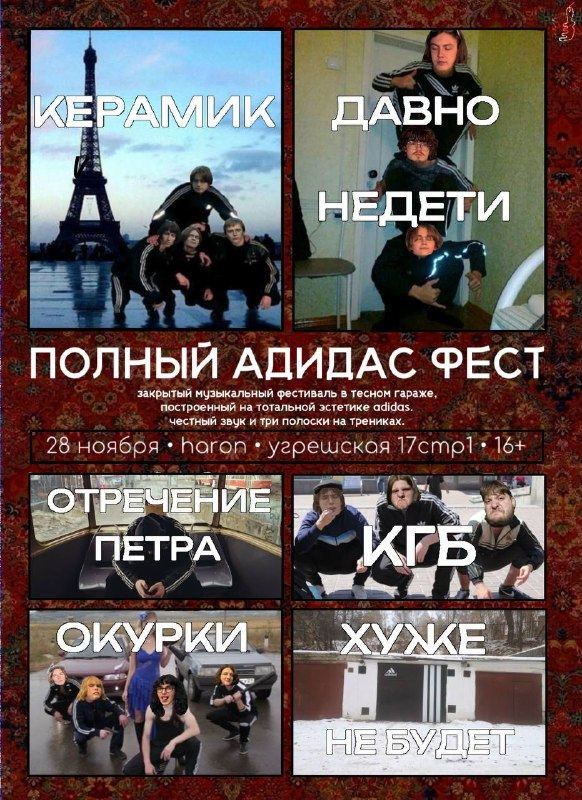 КЕРАМИК
ДАВНО
НЕДЕТИ
ПОЛНЫЙ АДИДАС ФЕСТ
закрытый музыкальный фестиваль в тесном гараже,
построенный на тотальной эстетике adidas.
честный звук и три полоски на трениках.
28 ноября • haron • угрешская 17стр1 • 16+
ОТРЕЧЕНИЕ
ПЕТРА
КГБ
ОКУРКИ
ХУЖЕ
adidas
НЕ БУДЕТ